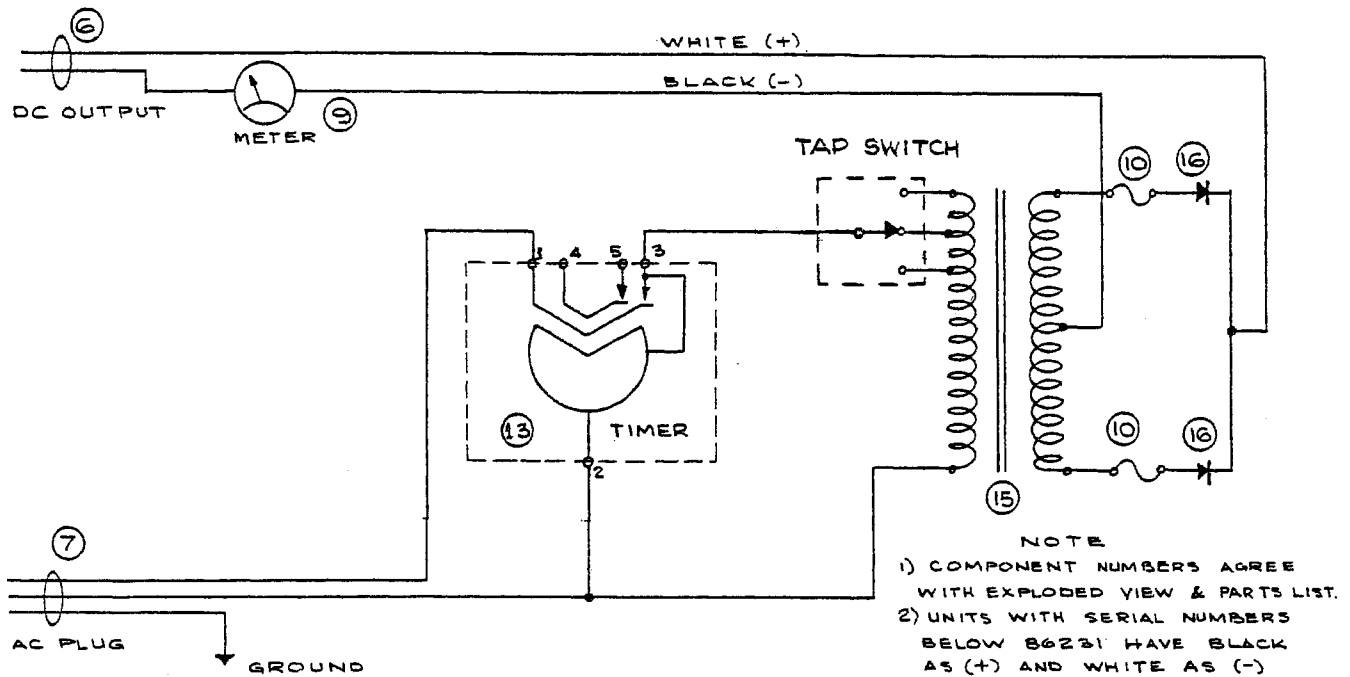 6
WHITE (+)
BLACK (-)
DC OUTPUT
METER
9
TAP SWITCH
10
16
1
4
5
3
13
TIMER
2
10
16
15
7
AC PLUG
GROUND
NOTE
1) COMPONENT NUMBERS AGREE
WITH EXPLODED VIEW & PARTS LIST.
2) UNITS WITH SERIAL NUMBERS
BELOW 86231 HAVE BLACK
AS (+) AND WHITE AS (-)